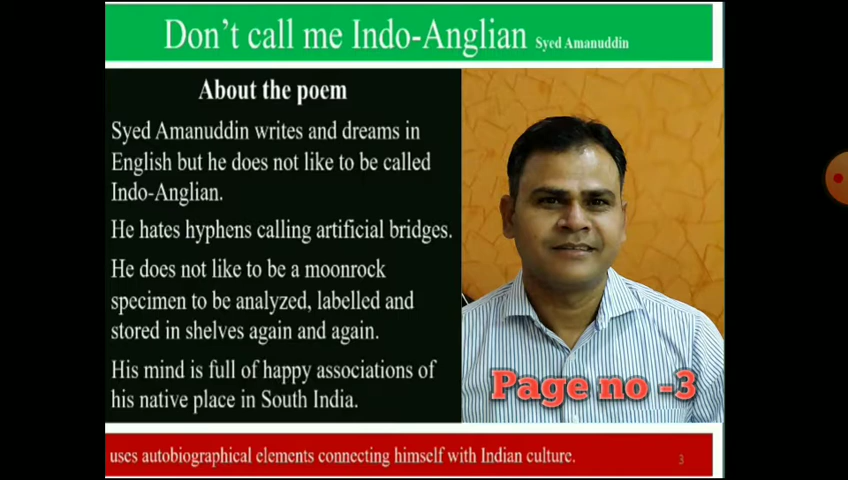 Don't call me Indo-Anglian Syed Amanuddin
About the poem
Syed Amanuddin writes and dreams in
English but he does not like to be called
Indo-Anglian.
He hates hyphens calling artificial bridges.
He does not like to be a moonrock
specimen to be analyzed, labelled and
stored in shelves again and again.
His mind is full of happy associations of
his native place in South India.
Page no -3
uses autobiographical elements connecting himself with Indian culture.
3